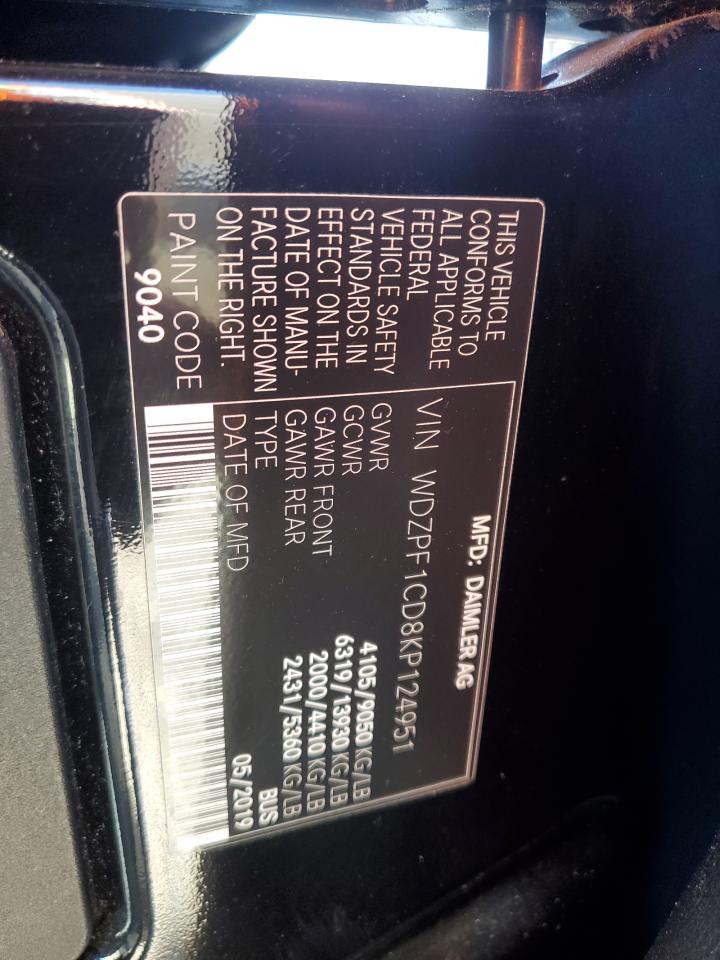 MFD: DAIMLER AG
THIS VEHICLE
CONFORMS TO
ALL APPLICABLE
FEDERAL
VEHICLE SAFETY
STANDARDS IN
EFFECT ON THE
DATE OF MANU-
FACTURE SHOWN
ON THE RIGHT.
PAINT CODE
9040
VIN WDZPF1CD8KP124951
GVWR 4105/9050 KG/LB
GCWR 6319/13930 KG/LB
GAWR FRONT 2000/4410 KG/LB
GAWR REAR 2431/5360 KG/LB
TYPE BUS
DATE OF MFD 05/2019